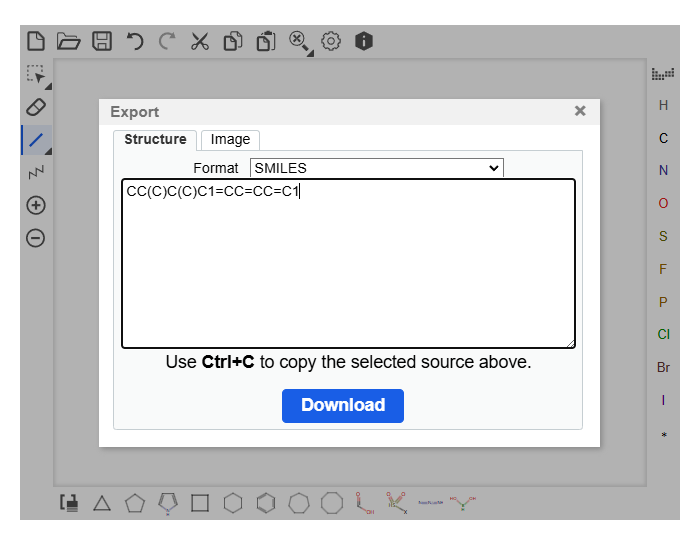 Export
Structure Image
Format SMILES
CC(C)C(C)C1=CC=CC=C1
Use Ctrl+C to copy the selected source above.
Download
H
C
N
O
S
F
P
Cl
Br
I
*